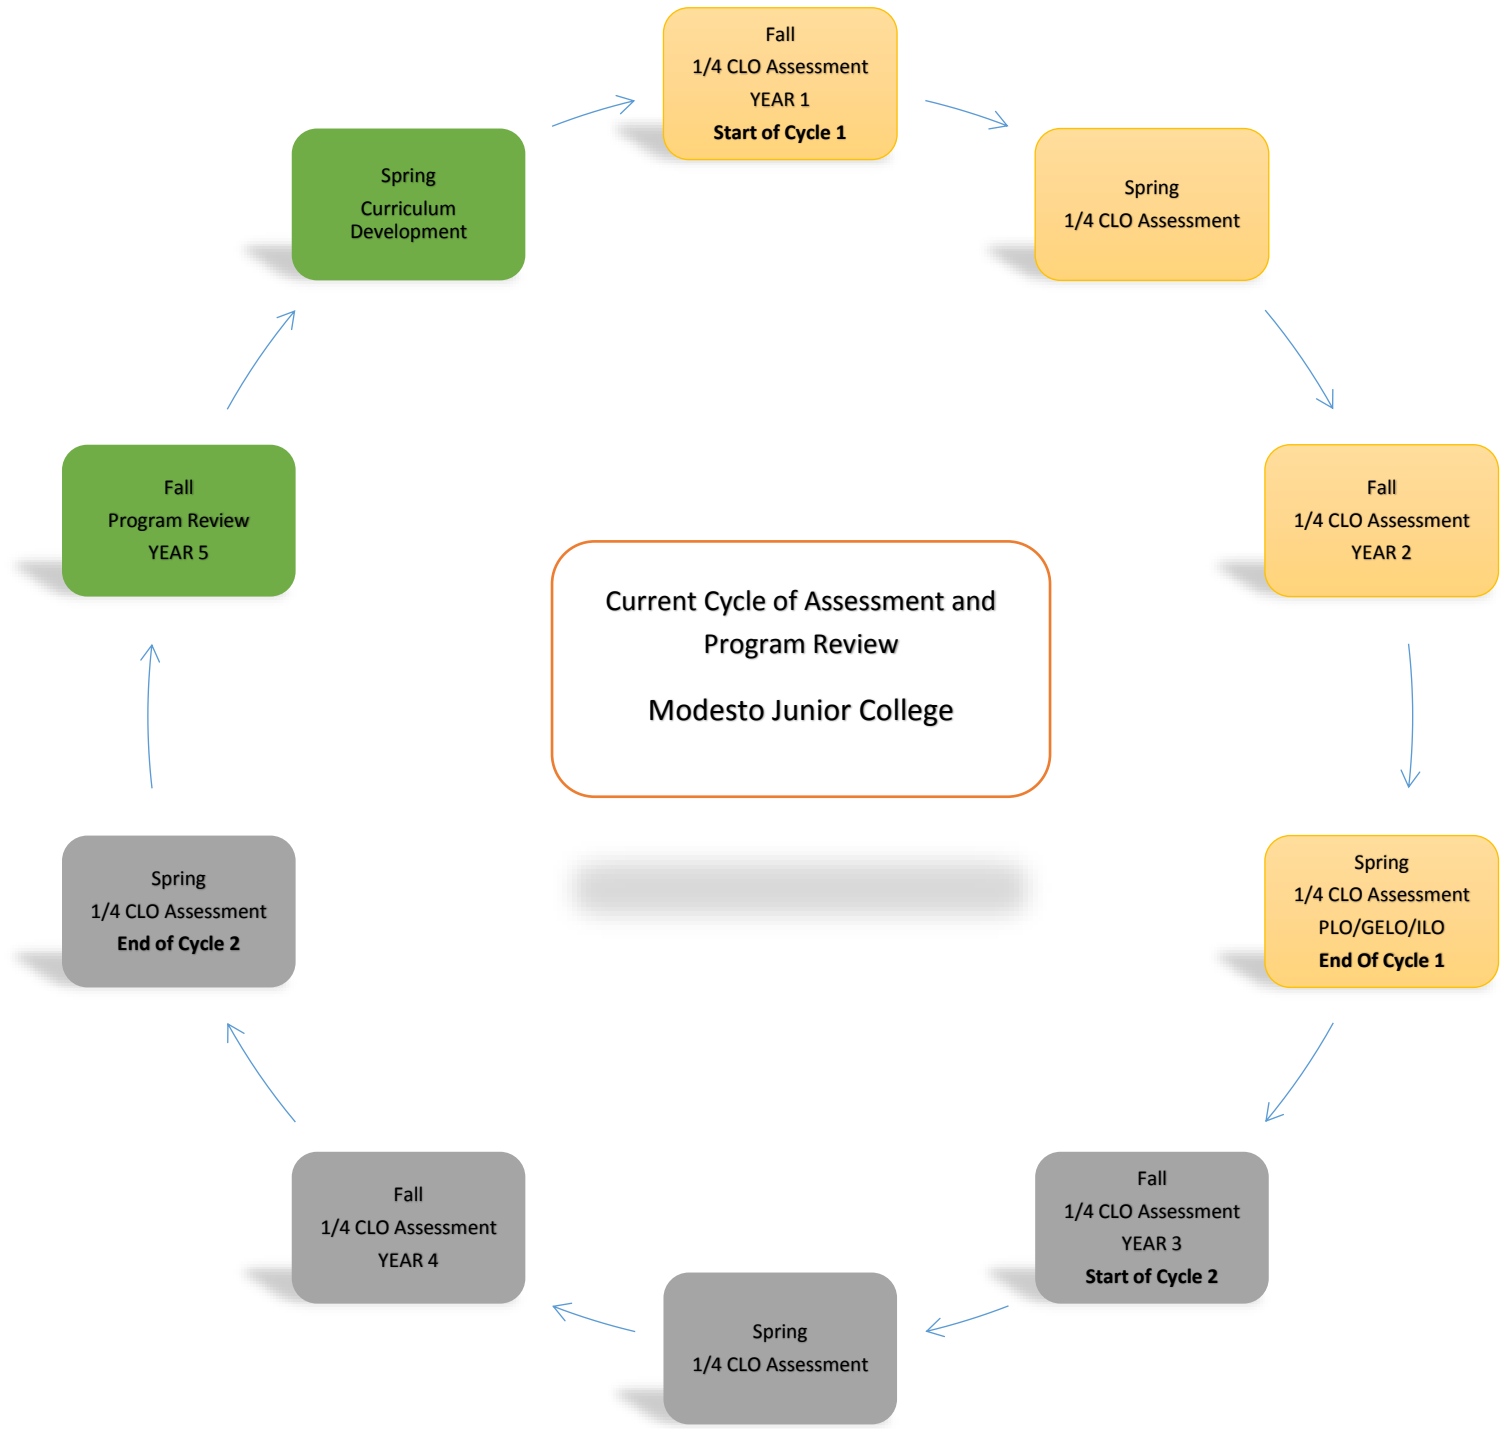 Fall
1/4 CLO Assessment
YEAR 1
Start of Cycle 1
Spring
1/4 CLO Assessment
Fall
1/4 CLO Assessment
YEAR 2
Spring
1/4 CLO Assessment
PLO/GELO/ILO
End Of Cycle 1
Fall
1/4 CLO Assessment
YEAR 3
Start of Cycle 2
Spring
1/4 CLO Assessment
Fall
1/4 CLO Assessment
YEAR 4
Spring
1/4 CLO Assessment
End of Cycle 2
Fall
Program Review
YEAR 5
Spring
Curriculum
Development
Current Cycle of Assessment and
Program Review
Modesto Junior College